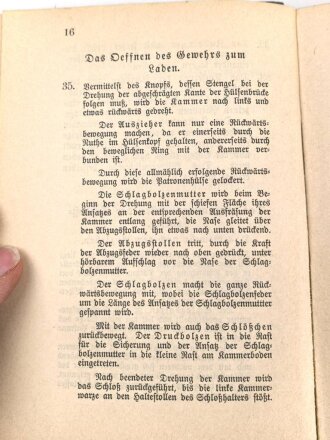 16
Das Oeffnen des Gewehrs zum
Laden.
35. Vermittelst des Knopfs, dessen Stengel bei der
Drehung der abgeschrägten Kante der Hülsenbrücke
folgen muß, wird die Kammer nach links und etwas
rückwärts gedreht.
Der Auszieher kann nur eine Rückwärts-
bewegung machen, da er einerseits durch die
Nuthe im Hülsenkopf gehalten, andererseits durch
den beweglichen Ring mit der Kammer ver-
bunden ist.
Durch diese allmählich erfolgende Rückwärts-
bewegung wird die Patronenhülse gelockert.
Die Schlagbolzenmutter wird beim Be-
ginn der Drehung mit der schiefen Fläche ihres
Ansatzes an der entsprechenden Ausfräsung der
Kammer entlang geführt, die Nase gleitet über
den Abzugsstollen, ihn etwas nach unten drückend.
Der Abzugsstollen tritt, durch die Kraft
der Abzugsfeder wieder nach oben gedrückt, unter
hörbarem Aufschlag vor die Nase der Schlag-
bolzenmutter.
Der Schlagbolzen macht die ganze Rück-
wärtsbewegung mit, wobei die Schlagbolzenfeder
um die Länge des Ansatzes der Schlagbolzenmutter
gespannt wird.
Mit der Kammer wird auch das Schlößchen
zurückbewegt. Der Druckbolzen ist in die Rast
für die Sicherung und der Ansatz der Schlag-
bolzenmutter in die kleine Rast am Kammerboden
eingetreten.
Nach beendeter Drehung der Kammer wird
das Schloß zurückgeführt, bis die linke Kammer-
warze an den Haltestollen des Schloßhalters stößt.